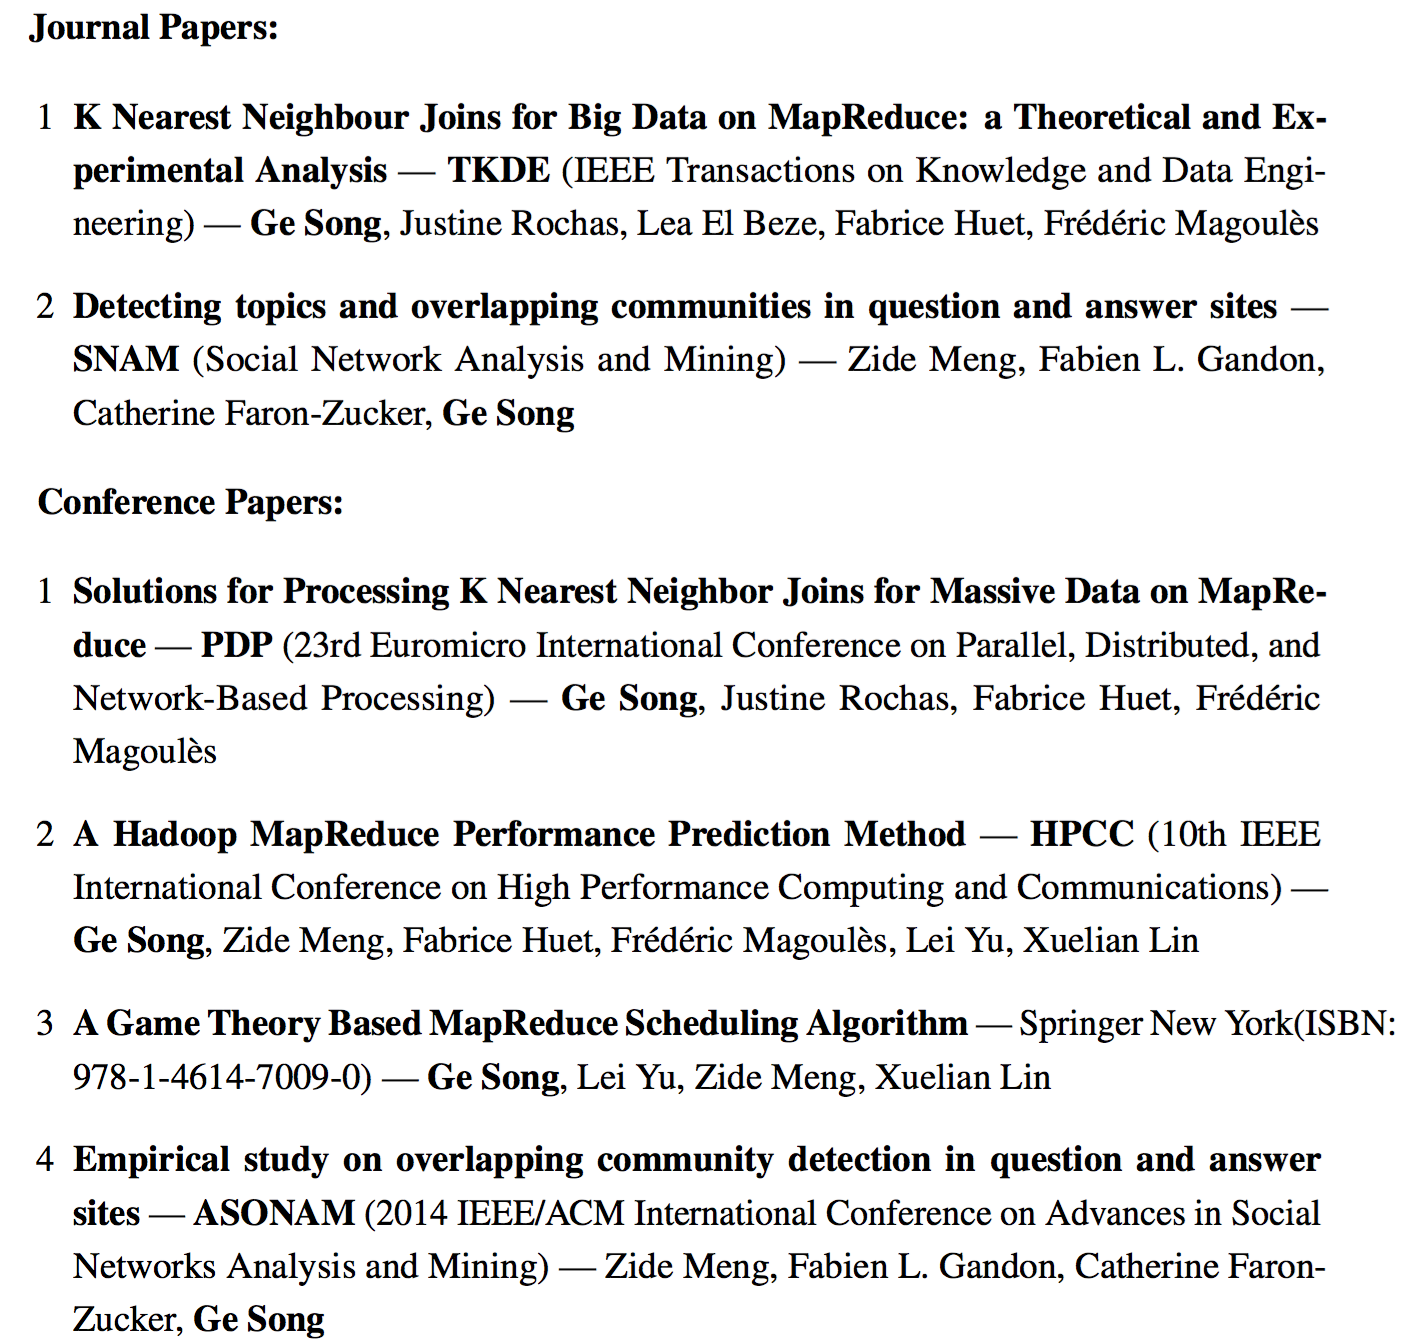 Journal Papers:
1 K Nearest Neighbour Joins for Big Data on MapReduce: a Theoretical and Ex-
perimental Analysis — TKDE (IEEE Transactions on Knowledge and Data Engi-
neering) — Ge Song, Justine Rochas, Lea El Beze, Fabrice Huet, Frédéric Magoulès
2 Detecting topics and overlapping communities in question and answer sites —
SNAM (Social Network Analysis and Mining) — Zide Meng, Fabien L. Gandon,
Catherine Faron-Zucker, Ge Song
Conference Papers:
1 Solutions for Processing K Nearest Neighbor Joins for Massive Data on MapRe-
duce — PDP (23rd Euromicro International Conference on Parallel, Distributed, and
Network-Based Processing) — Ge Song, Justine Rochas, Fabrice Huet, Frédéric
Magoulès
2 A Hadoop MapReduce Performance Prediction Method — HPCC (10th IEEE
International Conference on High Performance Computing and Communications) —
Ge Song, Zide Meng, Fabrice Huet, Frédéric Magoulès, Lei Yu, Xuelian Lin
3 A Game Theory Based MapReduce Scheduling Algorithm — Springer New York(ISBN:
978-1-4614-7009-0) — Ge Song, Lei Yu, Zide Meng, Xuelian Lin
4 Empirical study on overlapping community detection in question and answer
sites — ASONAM (2014 IEEE/ACM International Conference on Advances in Social
Networks Analysis and Mining) — Zide Meng, Fabien L. Gandon, Catherine Faron-
Zucker, Ge Song